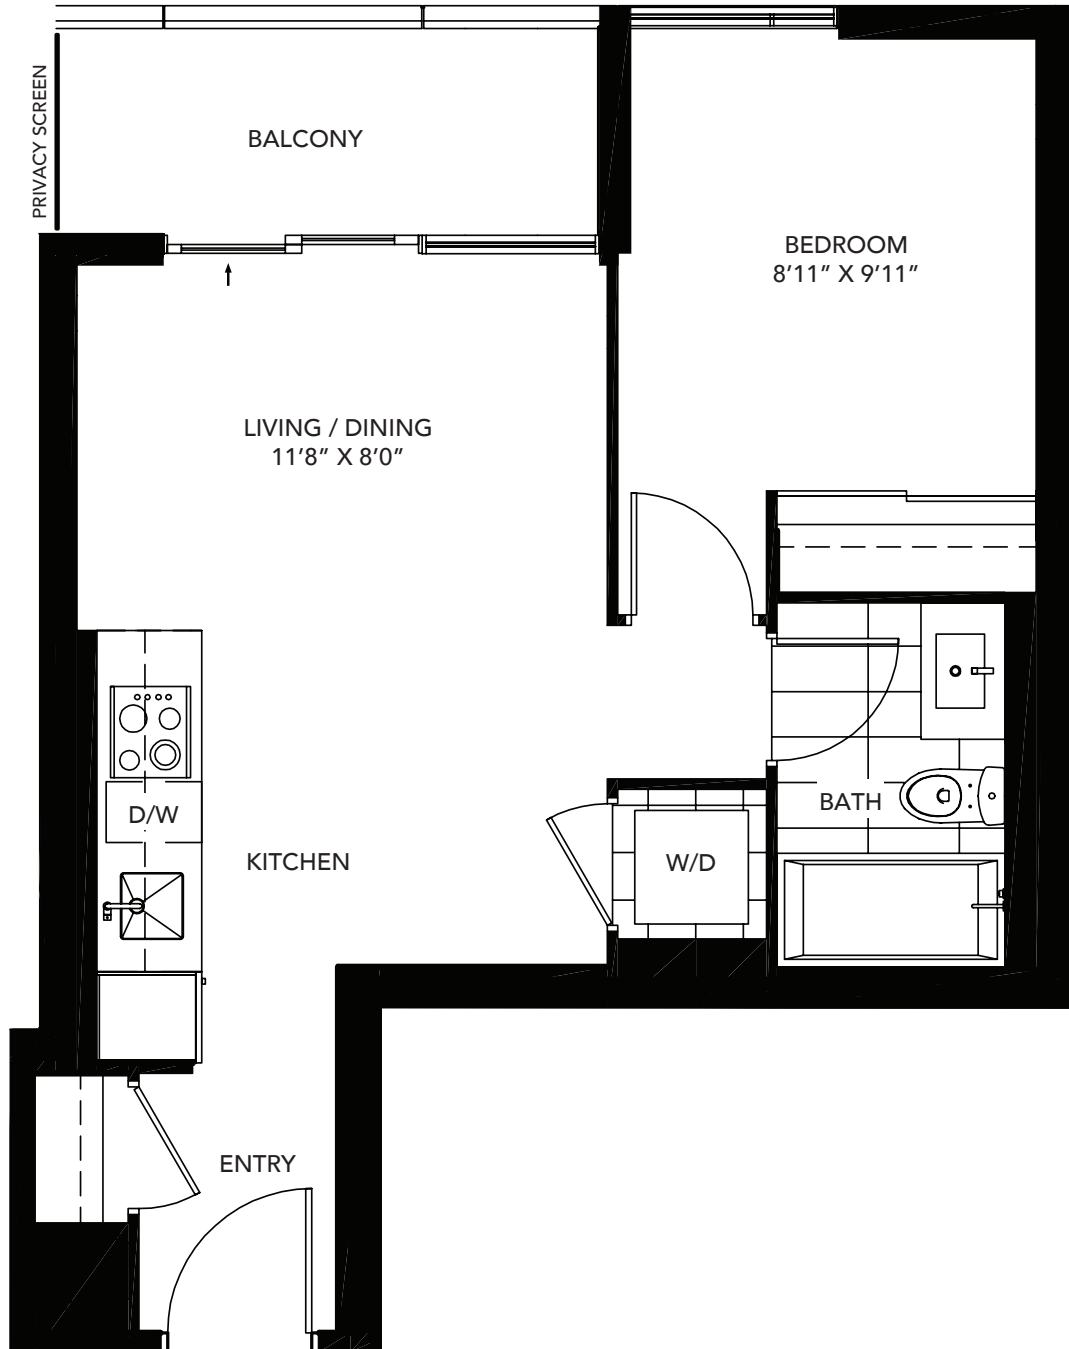 PRIVACY SCREEN
BALCONY
BEDROOM
8'11" X 9'11"
LIVING / DINING
11'8" X 8'0"
D/W
BATH
KITCHEN
W/D
ENTRY